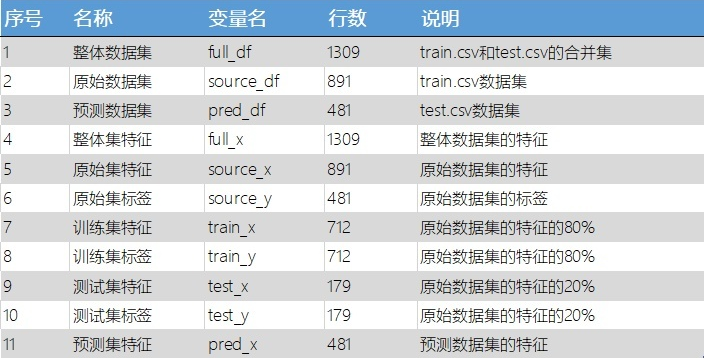 序号 名称 变量名 行数 说明
1 整体数据集 full_df 1309 train.csv和test.csv的合并集
2 原始数据集 source_df 891 train.csv数据集
3 预测数据集 pred_df 481 test.csv数据集
4 整体集特征 full_x 1309 整体数据集的特征
5 原始集特征 source_x 891 原始数据集的特征
6 原始集标签 source_y 481 原始数据集的标签
7 训练集特征 train_x 712 原始数据集的特征的80%
8 训练集标签 train_y 712 原始数据集的特征的80%
9 测试集特征 test_x 179 原始数据集的特征的20%
10 测试集标签 test_y 179 原始数据集的特征的20%
11 预测集特征 pred_x 481 预测数据集的特征